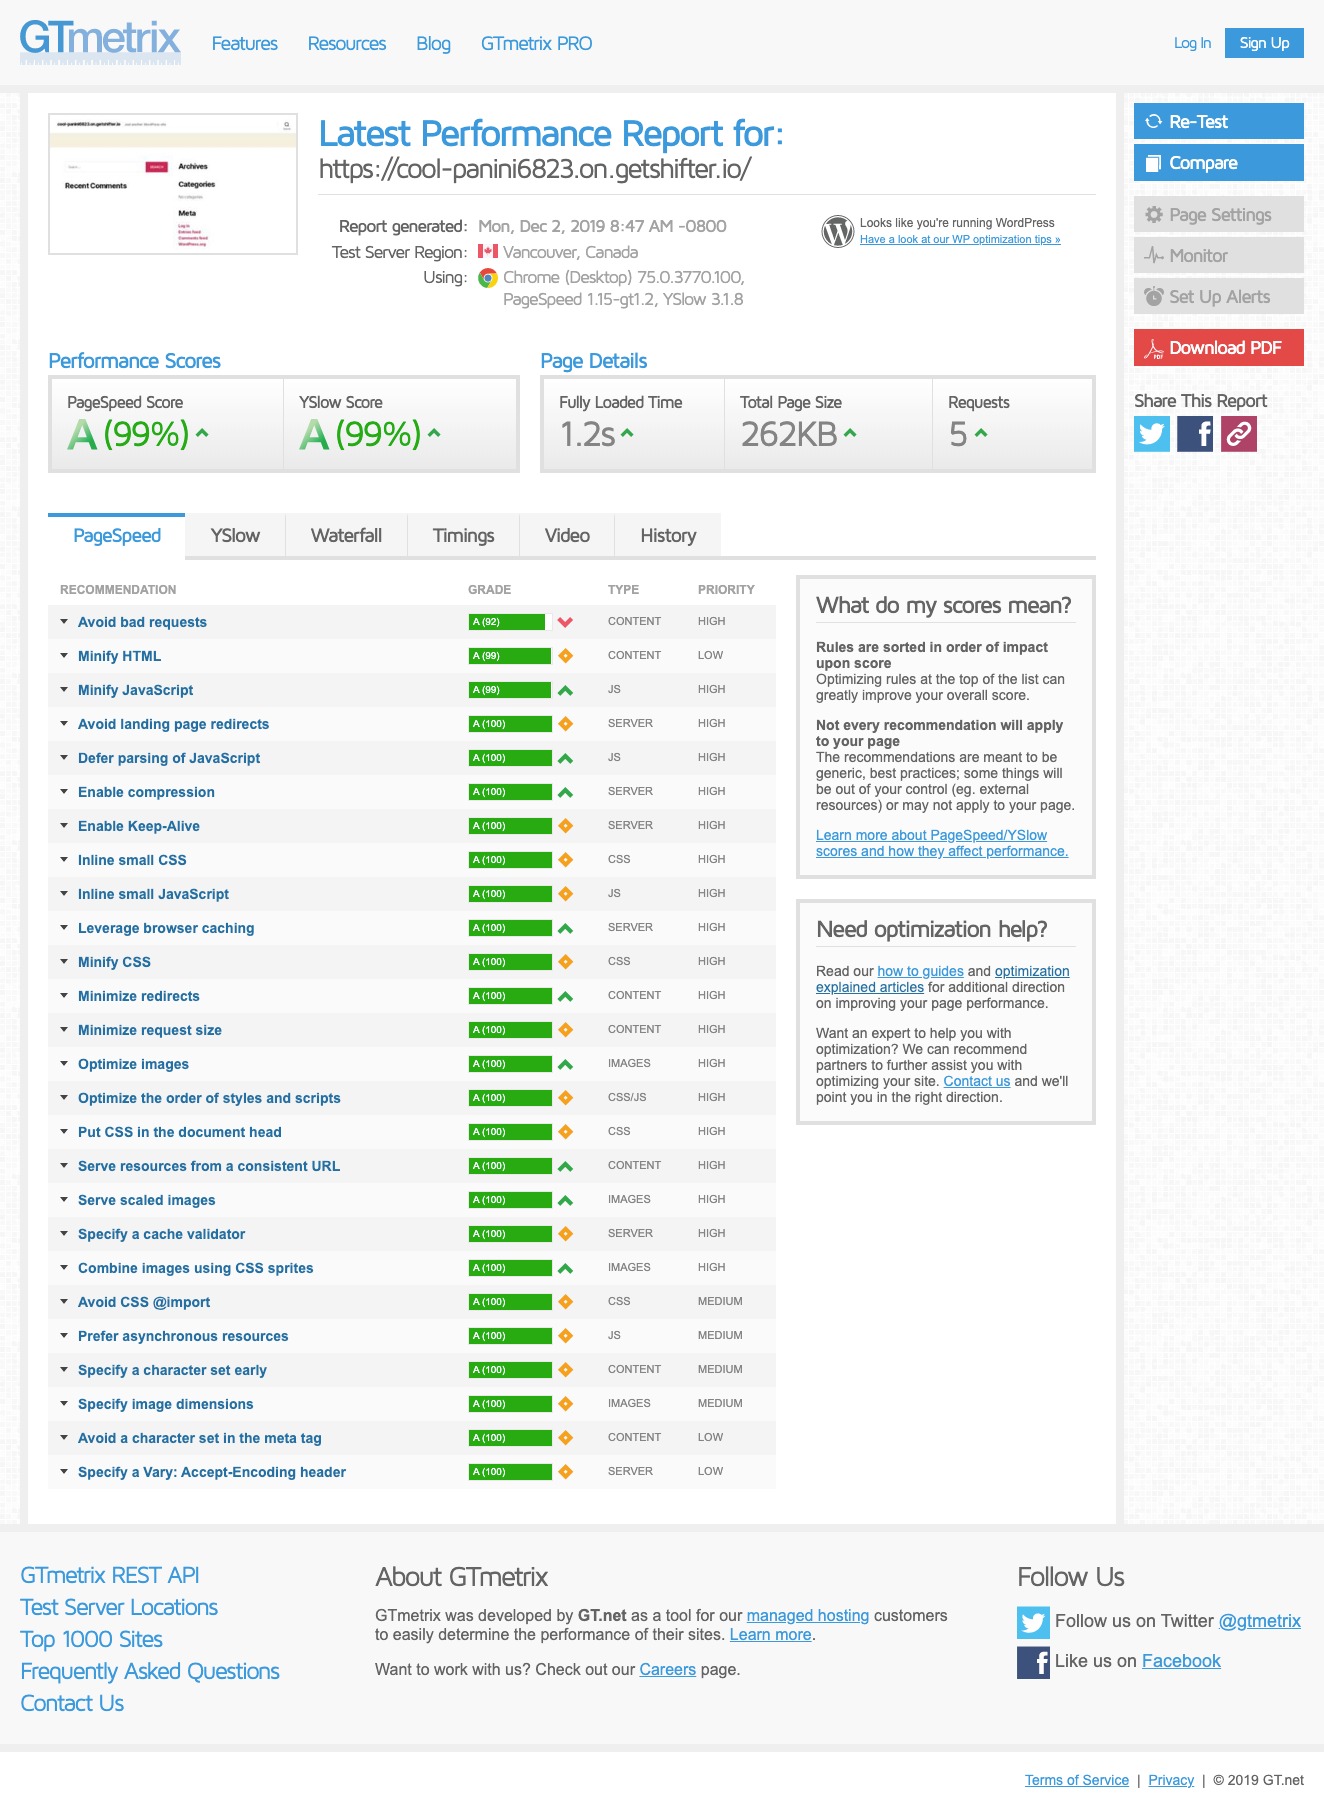 GTmetrix
Features Resources Blog GTmetrix PRO
Log In Sign Up
cool-panini6823.on.getshifter.io
SEARCH
Recent Comments
Archives
Categories
No categories
Meta
Log in
Entries feed
Comments feed
WordPress.org
Latest Performance Report for:
https://cool-panini6823.on.getshifter.io/
Report generated: Mon, Dec 2, 2019 8:47 AM -0800
Test Server Region: Vancouver, Canada
Using: Chrome (Desktop) 75.0.3770.100,
PageSpeed 1.15-gt1.2, YSlow 3.1.8
Looks like you're running WordPress
Have a look at our WP optimization tips »
Re-Test
Compare
Page Settings
Monitor
Set Up Alerts
Download PDF
Share This Report
Performance Scores
PageSpeed Score
A (99%)
YSlow Score
A (99%)
Page Details
Fully Loaded Time
1.2s
Total Page Size
262KB
Requests
5
PageSpeed YSlow Waterfall Timings Video History
RECOMMENDATION GRADE TYPE PRIORITY
Avoid bad requests A (92) CONTENT HIGH
Minify HTML A (99) CONTENT LOW
Minify JavaScript A (99) JS HIGH
Avoid landing page redirects A (100) SERVER HIGH
Defer parsing of JavaScript A (100) JS HIGH
Enable compression A (100) SERVER HIGH
Enable Keep-Alive A (100) SERVER HIGH
Inline small CSS A (100) CSS HIGH
Inline small JavaScript A (100) JS HIGH
Leverage browser caching A (100) SERVER HIGH
Minify CSS A (100) CSS HIGH
Minimize redirects A (100) CONTENT HIGH
Minimize request size A (100) CONTENT HIGH
Optimize images A (100) IMAGES HIGH
Optimize the order of styles and scripts A (100) CSS/JS HIGH
Put CSS in the document head A (100) CSS HIGH
Serve resources from a consistent URL A (100) CONTENT HIGH
Serve scaled images A (100) IMAGES HIGH
Specify a cache validator A (100) SERVER HIGH
Combine images using CSS sprites A (100) IMAGES HIGH
Avoid CSS @import A (100) CSS MEDIUM
Prefer asynchronous resources A (100) JS MEDIUM
Specify a character set early A (100) CONTENT MEDIUM
Specify image dimensions A (100) IMAGES MEDIUM
Avoid a character set in the meta tag A (100) CONTENT LOW
Specify a Vary: Accept-Encoding header A (100) SERVER LOW
What do my scores mean?
Rules are sorted in order of impact
upon score
Optimizing rules at the top of the list can
greatly improve your overall score.
Not every recommendation will apply
to your page
The recommendations are meant to be
generic, best practices; some things will
be out of your control (eg. external
resources) or may not apply to your page.
Learn more about PageSpeed/YSlow
scores and how they affect performance.
Need optimization help?
Read our how to guides and optimization
explained articles for additional direction
on improving your page performance.
Want an expert to help you with
optimization? We can recommend
partners to further assist you with
optimizing your site. Contact us and we'll
point you in the right direction.
GTmetrix REST API
Test Server Locations
Top 1000 Sites
Frequently Asked Questions
Contact Us
About GTmetrix
GTmetrix was developed by GT.net as a tool for our managed hosting customers
to easily determine the performance of their sites. Learn more.
Want to work with us? Check out our Careers page.
Follow Us
Follow us on Twitter @gtmetrix
Like us on Facebook
Terms of Service | Privacy | © 2019 GT.net